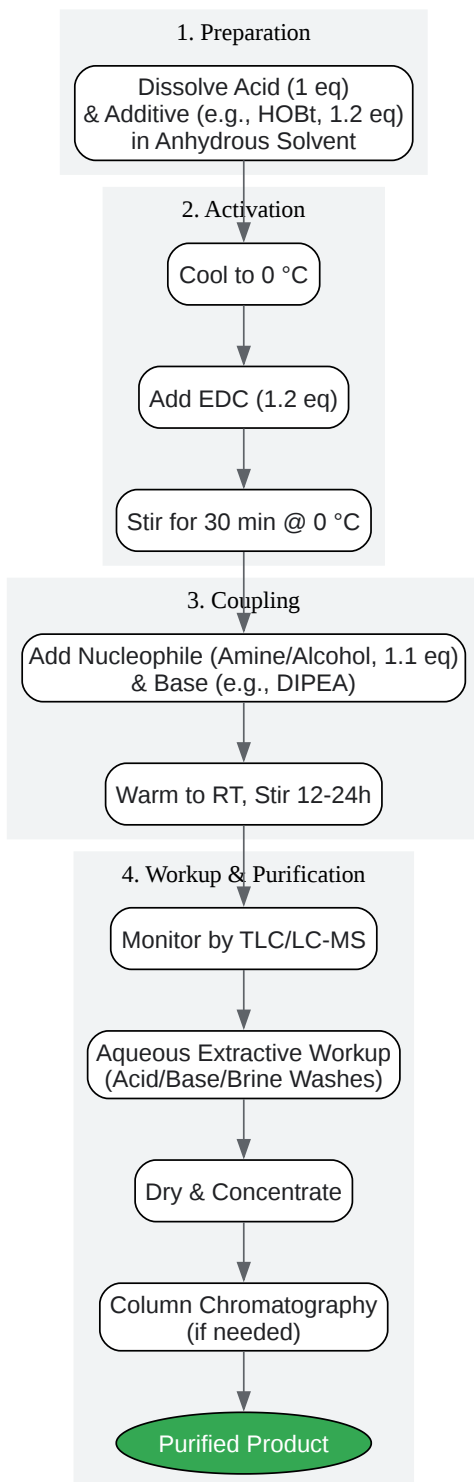 1. Preparation
Dissolve Acid (1 eq)
& Additive (e.g., HOBt, 1.2 eq)
in Anhydrous Solvent
2. Activation
Cool to 0 °C
Add EDC (1.2 eq)
Stir for 30 min @ 0 °C
3. Coupling
Add Nucleophile (Amine/Alcohol, 1.1 eq)
& Base (e.g., DIPEA)
Warm to RT, Stir 12-24h
4. Workup & Purification
Monitor by TLC/LC-MS
Aqueous Extractive Workup
(Acid/Base/Brine Washes)
Dry & Concentrate
Column Chromatography
(if needed)
Purified Product